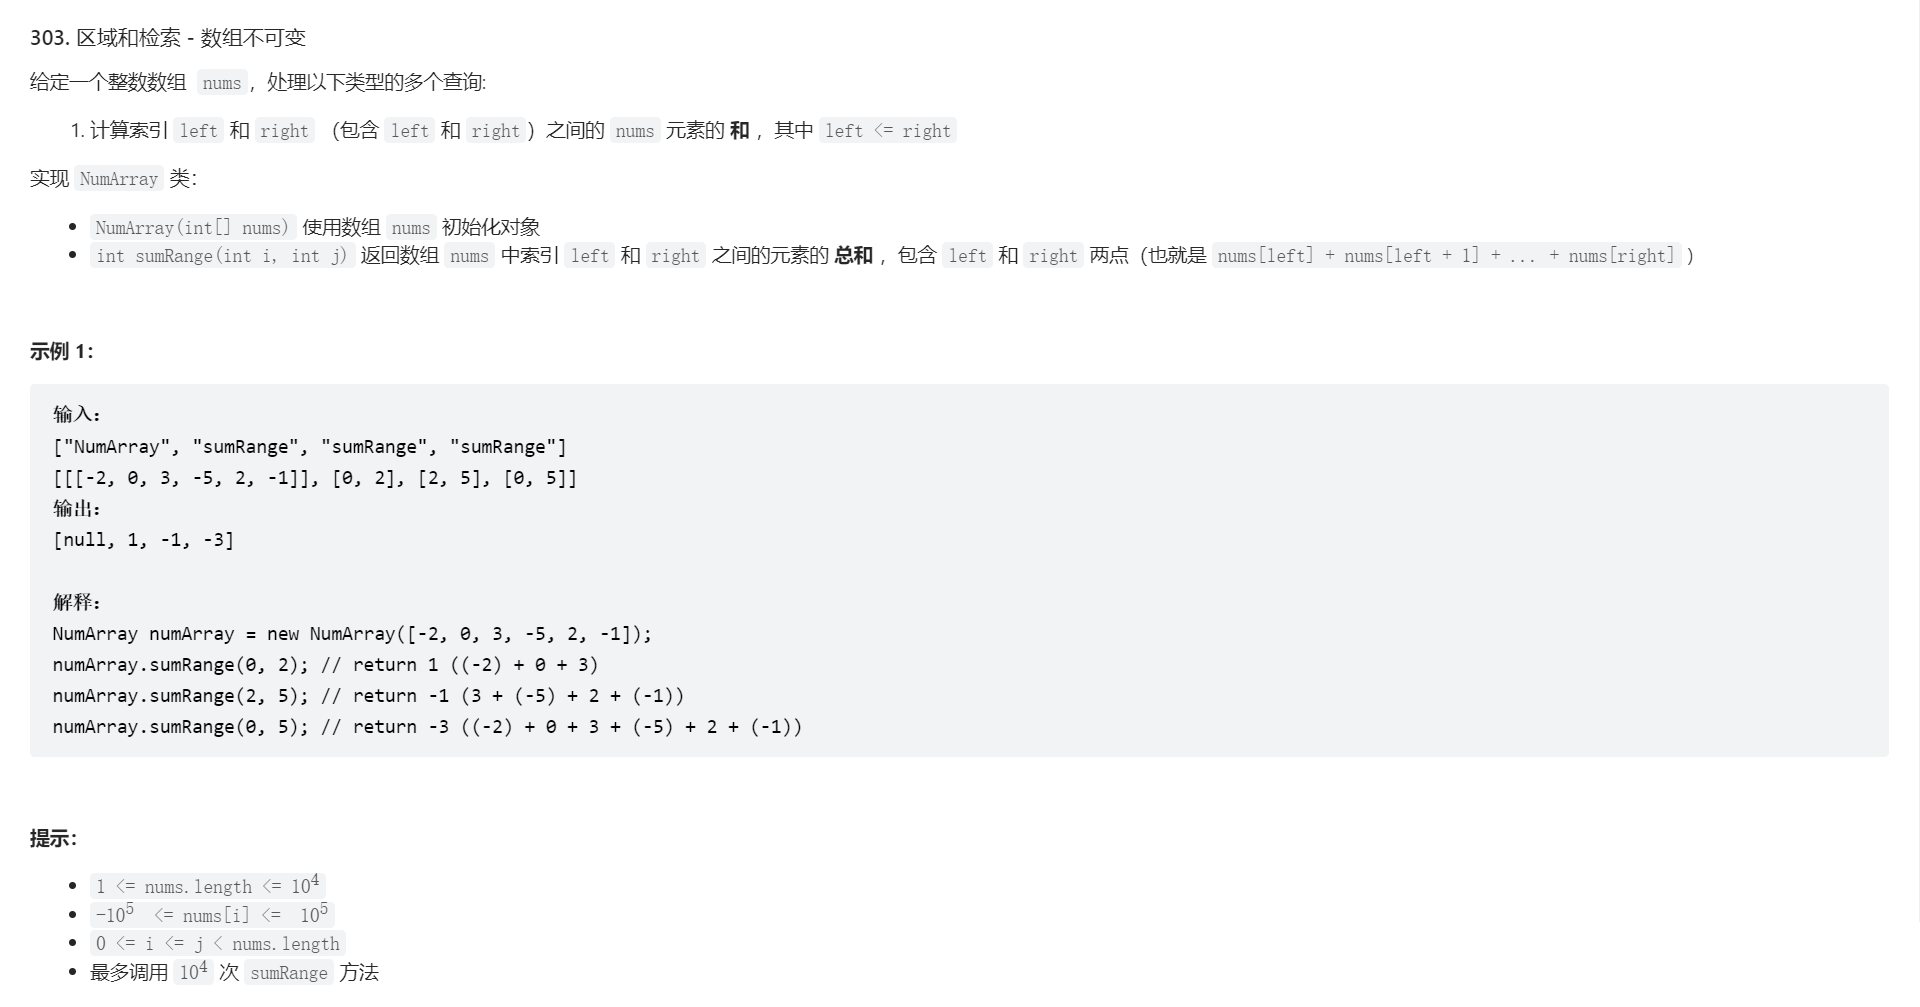 303. 区域和检索 - 数组不可变
给定一个整数数组 nums，处理以下类型的多个查询:
1. 计算索引 left 和 right （包含 left 和 right）之间的 nums 元素的 和 ，其中 left <= right
实现 NumArray 类：
• NumArray(int[] nums) 使用数组 nums 初始化对象
• int sumRange(int i, int j) 返回数组 nums 中索引 left 和 right 之间的元素的 总和 ，包含 left 和 right 两点（也就是 nums[left] + nums[left + 1] + ... + nums[right] )
示例 1：
输入：
["NumArray", "sumRange", "sumRange", "sumRange"]
[[[-2, 0, 3, -5, 2, -1]], [0, 2], [2, 5], [0, 5]]
输出：
[null, 1, -1, -3]
解释：
NumArray numArray = new NumArray([-2, 0, 3, -5, 2, -1]);
numArray.sumRange(0, 2); // return 1 ((-2) + 0 + 3)
numArray.sumRange(2, 5); // return -1 (3 + (-5) + 2 + (-1))
numArray.sumRange(0, 5); // return -3 ((-2) + 0 + 3 + (-5) + 2 + (-1))
提示：
• 1 <= nums.length <= 10⁴
• -10⁵ <= nums[i] <= 10⁵
• 0 <= i <= j < nums.length
• 最多调用 10⁴ 次 sumRange 方法